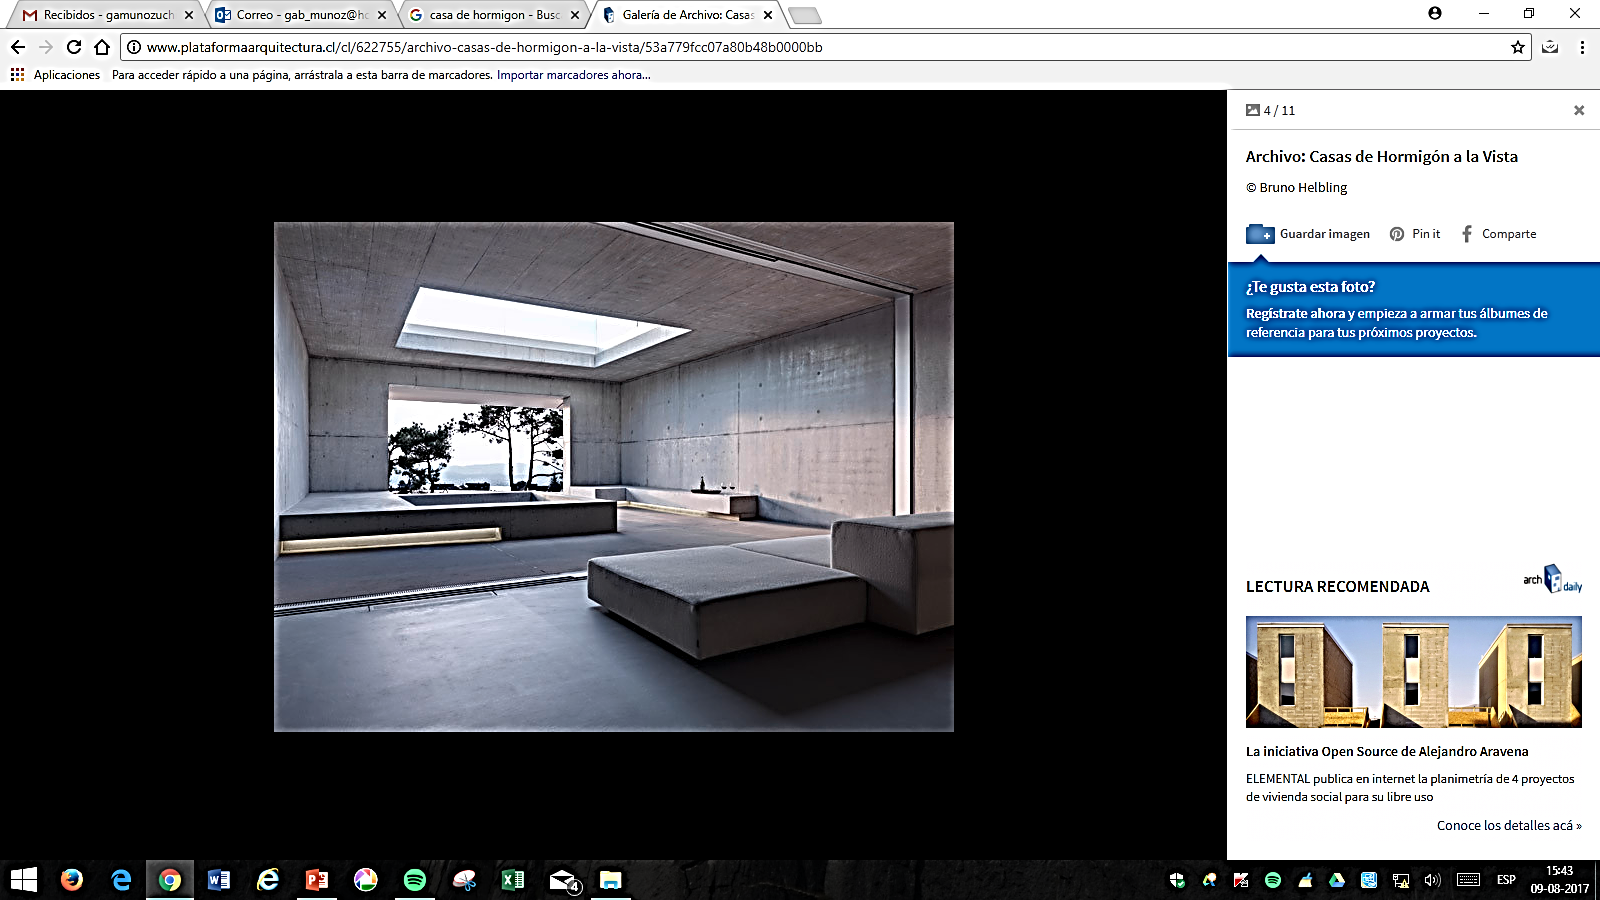 Recibidos - gamunozuch
Correo - gab_munoz@ho
casa de hormigon - Busc
Galería de Archivo: Casas
www.plataformaarquitectura.cl/cl/622755/archivo-casas-de-hormigon-a-la-vista/53a779fcc07a80b48b0000bb
Aplicaciones Para acceder rápido a una página, arrástrala a esta barra de marcadores. Importar marcadores ahora...
4 / 11
Archivo: Casas de Hormigón a la Vista
© Bruno Helbling
Guardar imagen Pin it Comparte
¿Te gusta esta foto?
Regístrate ahora y empieza a armar tus álbumes de
referencia para tus próximos proyectos.
LECTURA RECOMENDADA
arch daily
La iniciativa Open Source de Alejandro Aravena
ELEMENTAL publica en internet la planimetría de 4 proyectos
de vivienda social para su libre uso
Conoce los detalles acá »
4
ESP
15:43
09-08-2017